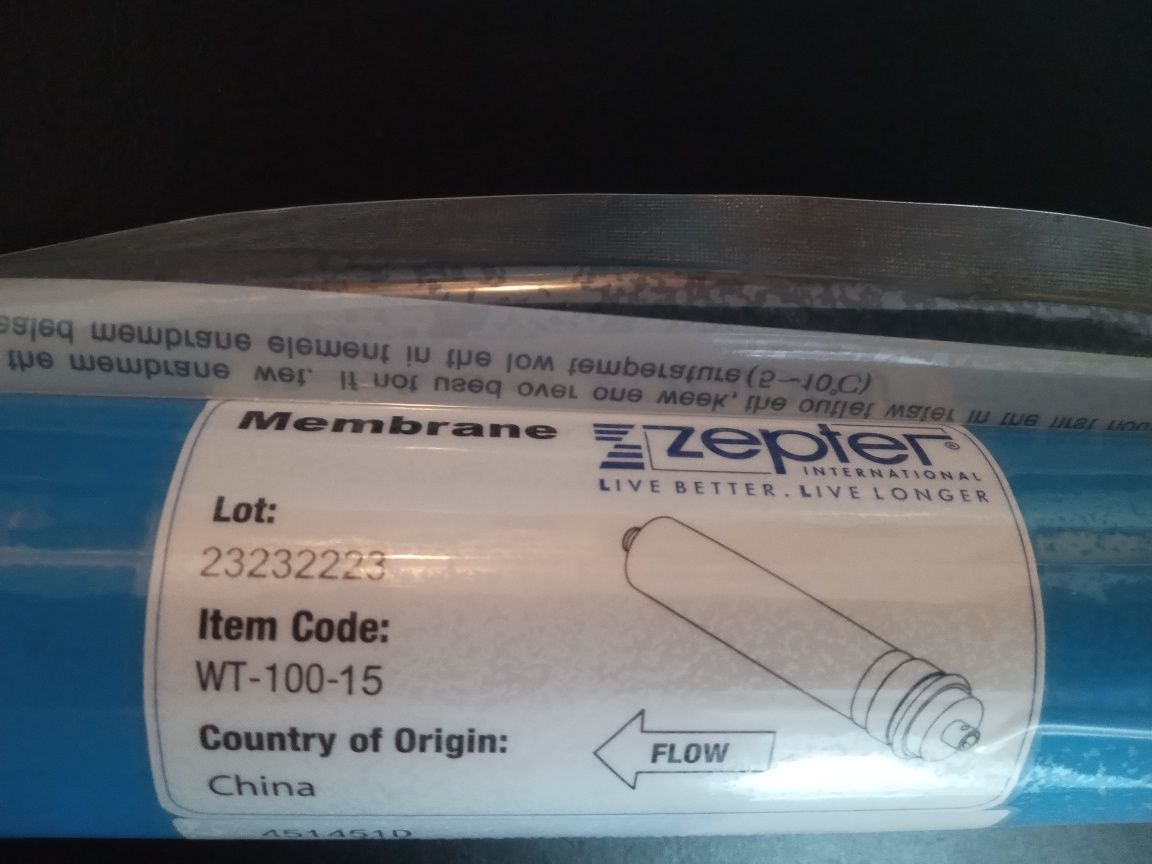 sealed membrane element in the low temperature (5~10℃)
the membrane wet. If not used over one week, the outlet water in the first hou
Membrane
zepter®
INTERNATIONAL
LIVE BETTER. LIVE LONGER
Lot:
23232223
Item Code:
WT-100-15
Country of Origin:
China
FLOW